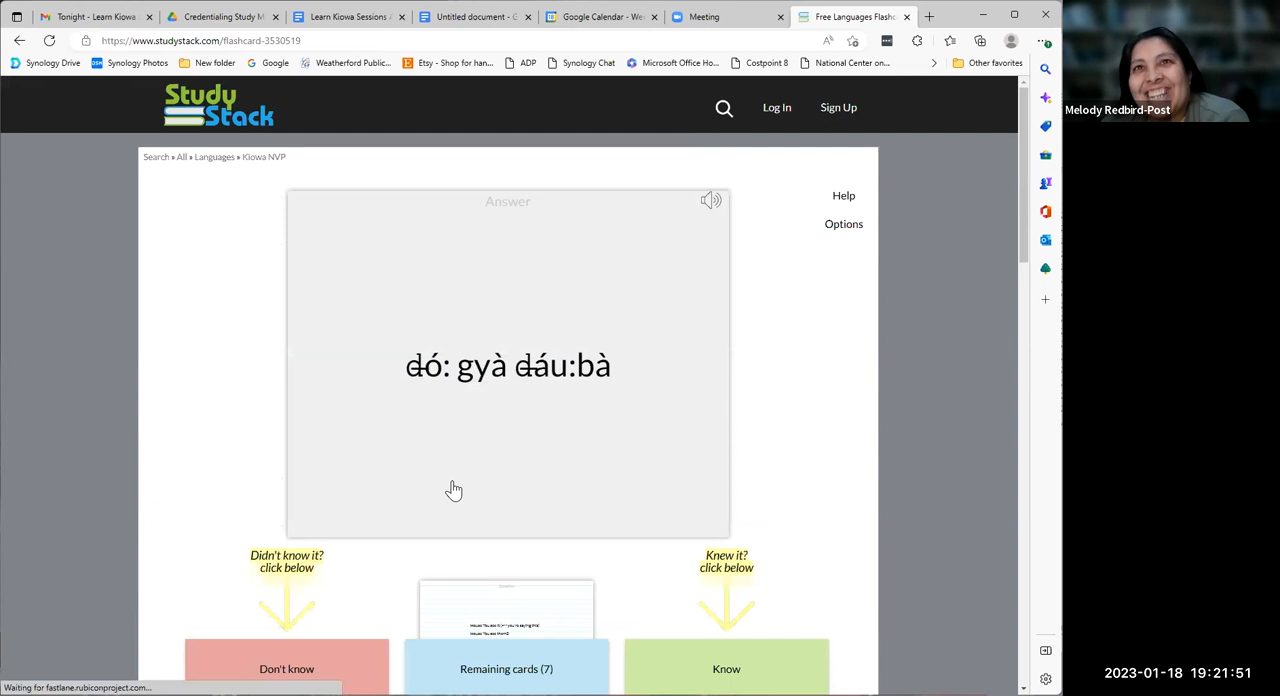 Tonight - Learn Kiowa
Credentialing Study M
Learn Kiowa Sessions
Untitled document - G
Google Calendar - We
Meeting
Free Languages Flashc
https://www.studystack.com/flashcard-3530519
Synology Drive
Synology Photos
New folder
Google
Weatherford Public...
Etsy - Shop for han...
ADP
Synology Chat
Microsoft Office Ho...
Costpoint 8
National Center on...
Other favorites
Study
Stack
Log In
Sign Up
Melody Redbird-Post
Search » All » Languages » Kiowa NVP
Answer
Help
Options
d̶ó: gyà d̶áu:bà
Didn't know it?
click below
Knew it?
click below
Question
Don't know
Remaining cards (7)
Know
Waiting for fastlane.rubiconproject.com...
2023-01-18 19:21:51